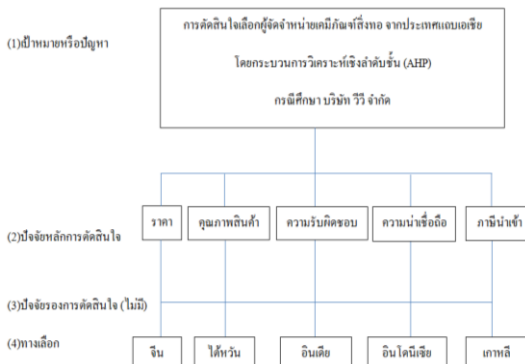 การตัดสินใจเลือกผู้จัดจำหน่ายเคมีภัณฑ์สิ่งทอ จากประเทศแถบเอเชีย
(1)เป้าหมายหรือปัญหา
โดยกระบวนการวิเคราะห์เชิงลำดับชั้น (AHP)
กรณีศึกษา บริษัท วีวี จำกัด
ราคา คุณภาพสินค้า ความรับผิดชอบ ความน่าเชื่อถือ ภาษีนำเข้า
(2)ปัจจัยหลักการตัดสินใจ
(3)ปัจจัยรองการตัดสินใจ (ไม่มี)
(4)ทางเลือก
จีน ไต้หวัน อินเดีย อินโดนีเซีย เกาหลี